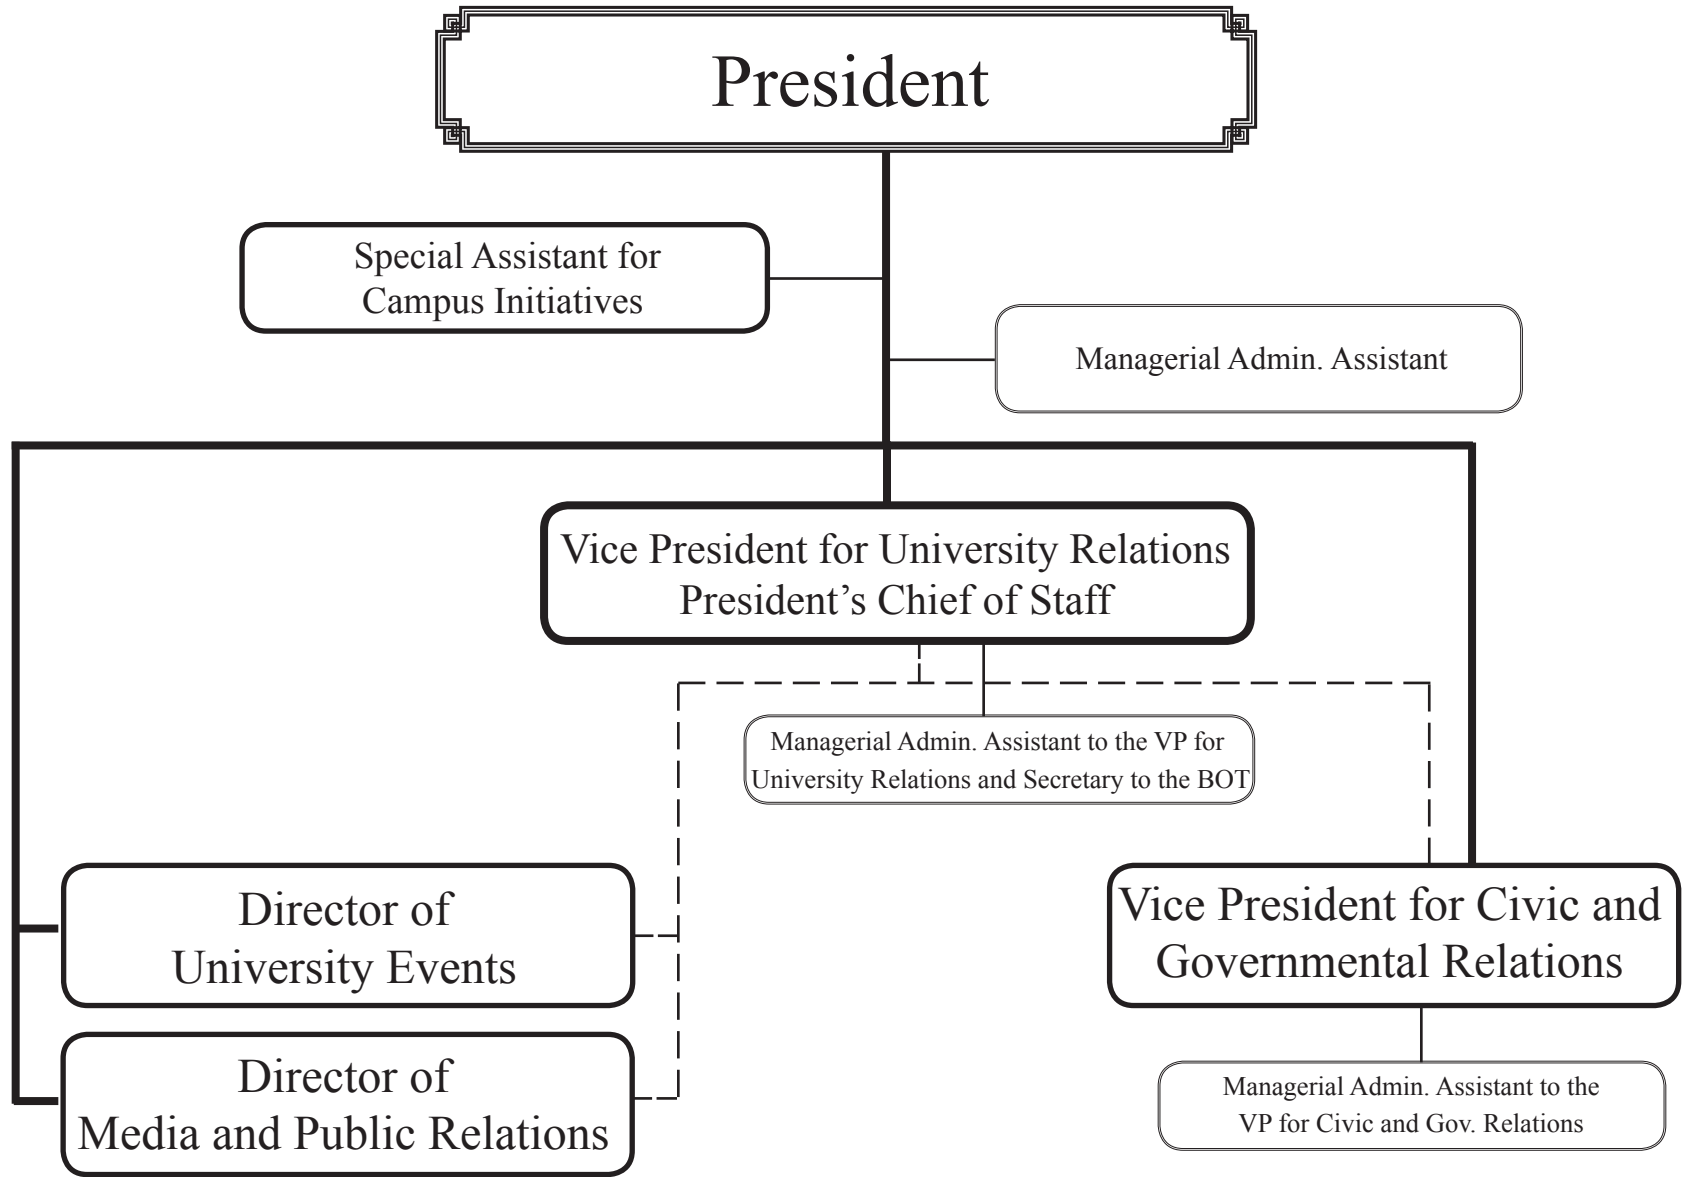 President
Special Assistant for
Campus Initiatives
Managerial Admin. Assistant
Vice President for University Relations
President’s Chief of Staff
Managerial Admin. Assistant to the VP for
University Relations and Secretary to the BOT
Director of
University Events
Vice President for Civic and
Governmental Relations
Director of
Media and Public Relations
Managerial Admin. Assistant to the
VP for Civic and Gov. Relations